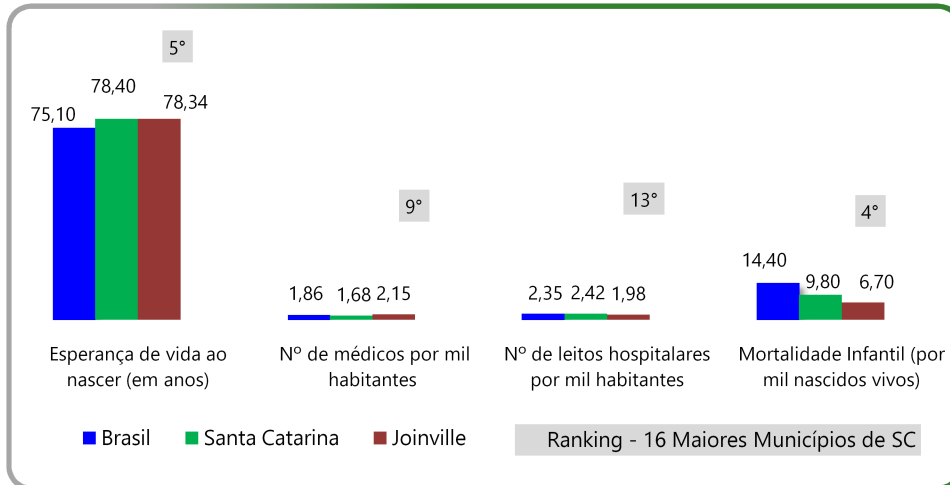 5°
78,40
75,10
78,34
9°
1,86
1,68
2,15
13°
2,35
2,42
1,98
4°
14,40
9,80
6,70
Esperança de vida ao
nascer (em anos)
Nº de médicos por mil
habitantes
Nº de leitos hospitalares
por mil habitantes
Mortalidade Infantil (por
mil nascidos vivos)
Brasil
Santa Catarina
Joinville
Ranking - 16 Maiores Municípios de SC